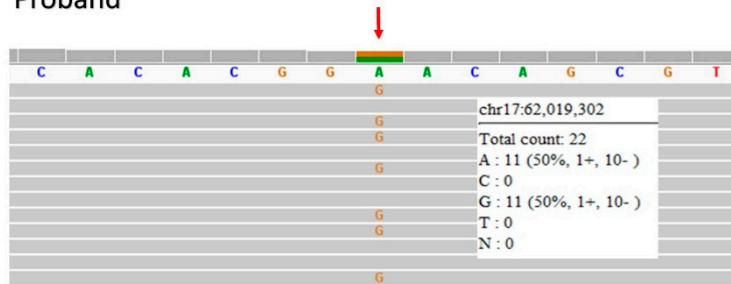 Proband
C A C A C G G A A C A G C G T
G
G
G
G
G
G
G
chr17:62,019,302
Total count: 22
A : 11 (50%, 1+, 10- )
C : 0
G : 11 (50%, 1+, 10- )
T : 0
N : 0